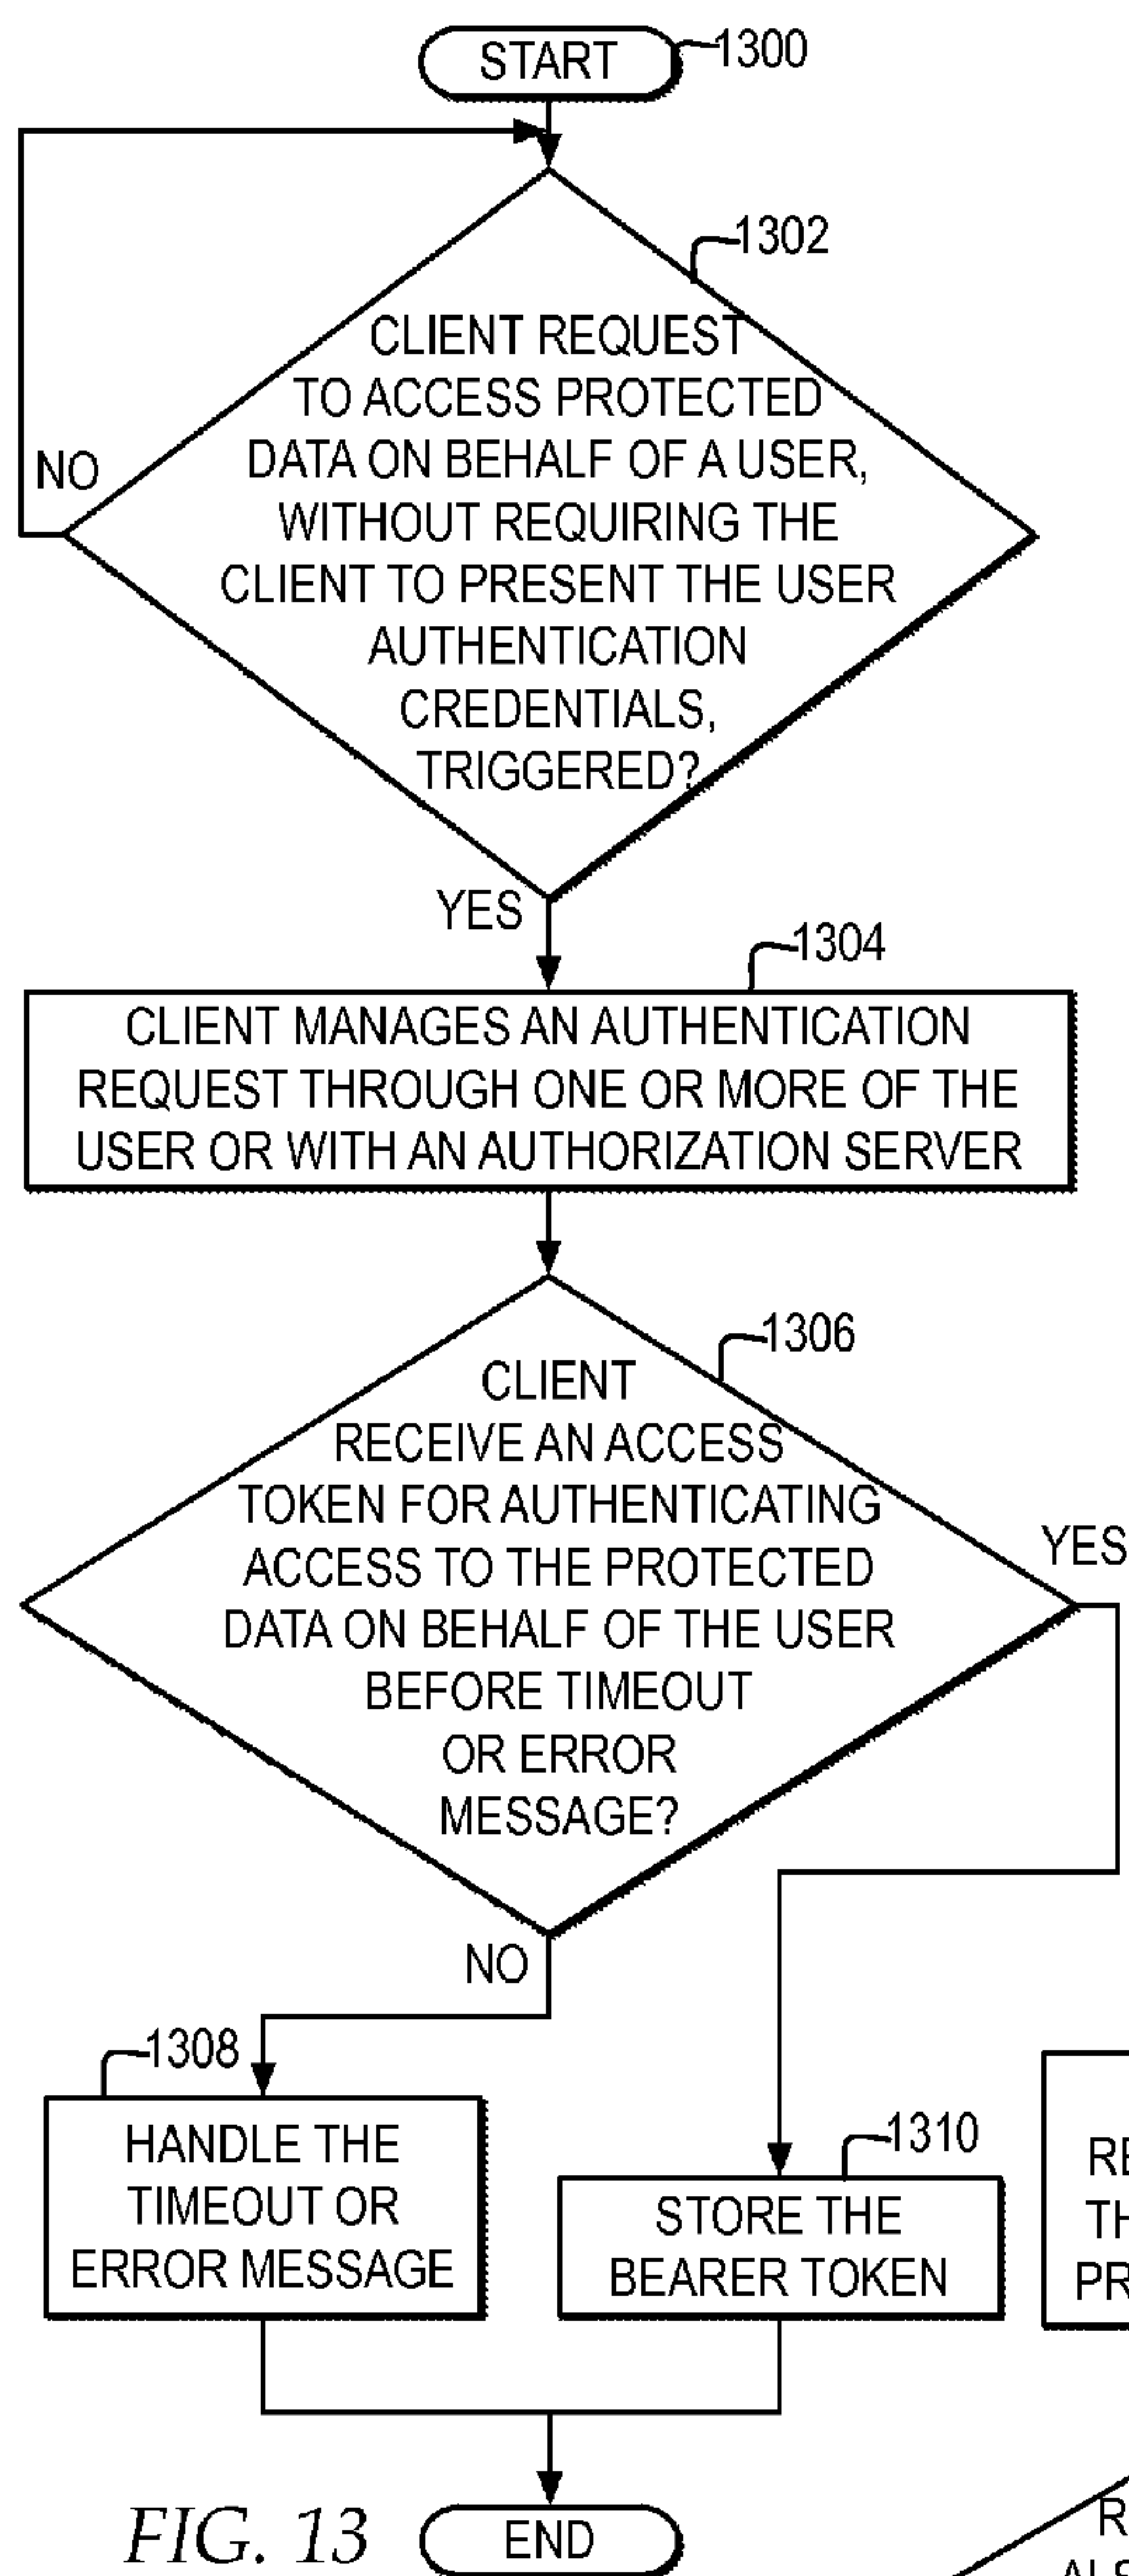 START
1300
1302
CLIENT REQUEST
TO ACCESS PROTECTED
DATA ON BEHALF OF A USER,
WITHOUT REQUIRING THE
CLIENT TO PRESENT THE USER
AUTHENTICATION
CREDENTIALS,
TRIGGERED?
NO
YES
1304
CLIENT MANAGES AN AUTHENTICATION
REQUEST THROUGH ONE OR MORE OF THE
USER OR WITH AN AUTHORIZATION SERVER
1306
CLIENT
RECEIVE AN ACCESS
TOKEN FOR AUTHENTICATING
ACCESS TO THE PROTECTED
DATA ON BEHALF OF THE USER
BEFORE TIMEOUT
OR ERROR
MESSAGE?
YES
NO
1308
HANDLE THE
TIMEOUT OR
ERROR MESSAGE
1310
STORE THE
BEARER TOKEN
END
FIG. 13